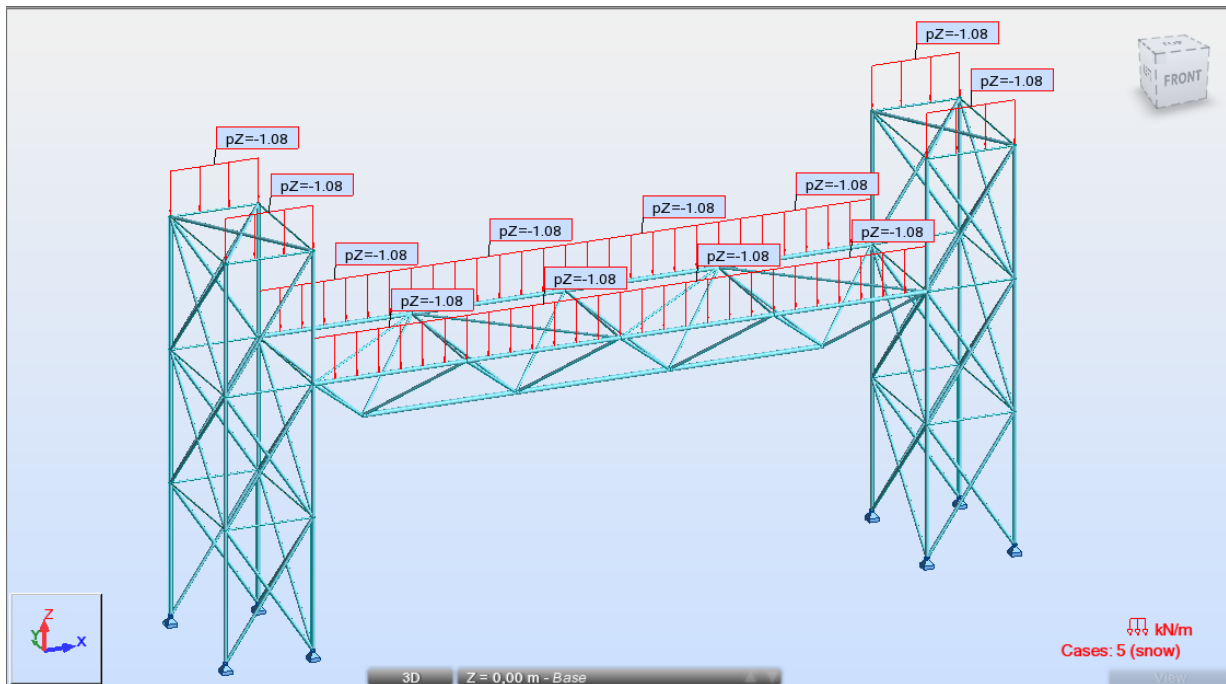 pZ=-1.08
FRONT
pZ=-1.08
pZ=-1.08
pZ=-1.08
pZ=-1.08
pZ=-1.08
pZ=-1.08
pZ=-1.08
pZ=-1.08
pZ=-1.08
pZ=-1.08
pZ=-1.08
Z
Y
X
kN/m
Cases: 5 (snow)
3D
Z = 0,00 m - Base
View